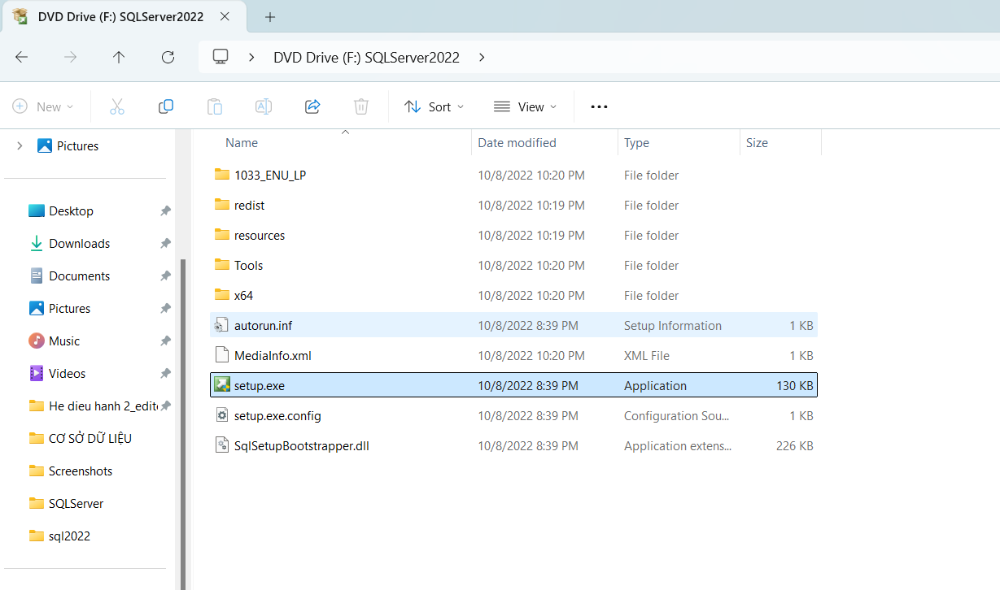 DVD Drive (F:) SQLServer2022
DVD Drive (F:) SQLServer2022
New
Sort
View
Pictures
Desktop
Downloads
Documents
Pictures
Music
Videos
He dieu hanh 2_edit
CƠ SỞ DỮ LIỆU
Screenshots
SQLServer
sql2022
Name Date modified Type Size
1033_ENU_LP 10/8/2022 10:20 PM File folder
redist 10/8/2022 10:19 PM File folder
resources 10/8/2022 10:19 PM File folder
Tools 10/8/2022 10:20 PM File folder
x64 10/8/2022 10:20 PM File folder
autorun.inf 10/8/2022 8:39 PM Setup Information 1 KB
MediaInfo.xml 10/8/2022 10:20 PM XML File 1 KB
setup.exe 10/8/2022 8:39 PM Application 130 KB
setup.exe.config 10/8/2022 8:39 PM Configuration Sou... 1 KB
SqlSetupBootstrapper.dll 10/8/2022 8:39 PM Application extens... 226 KB